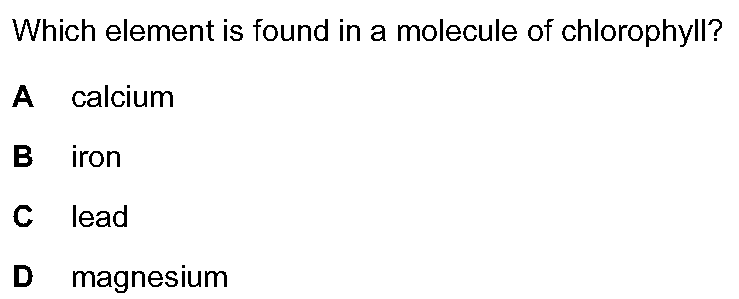 Which element is found in a molecule of chlorophyll?
A calcium
B iron
C lead
D magnesium